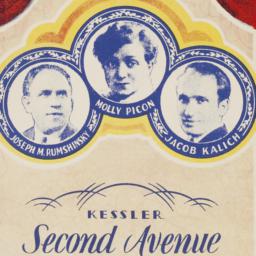 JOSEPH M. RUMSHINSKY
MOLLY PICON
JACOB KALICH
KESSLER
Second Avenue